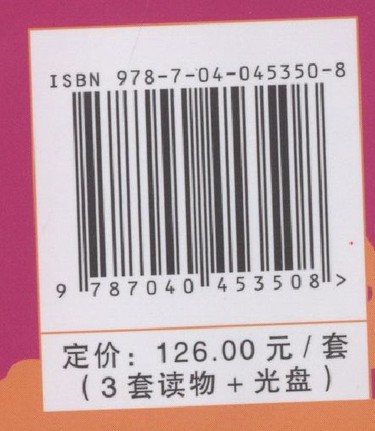 ISBN 978-7-04-045350-8
9 787040 453508 >
定价：126.00 元 / 套
（3 套读物 + 光盘）